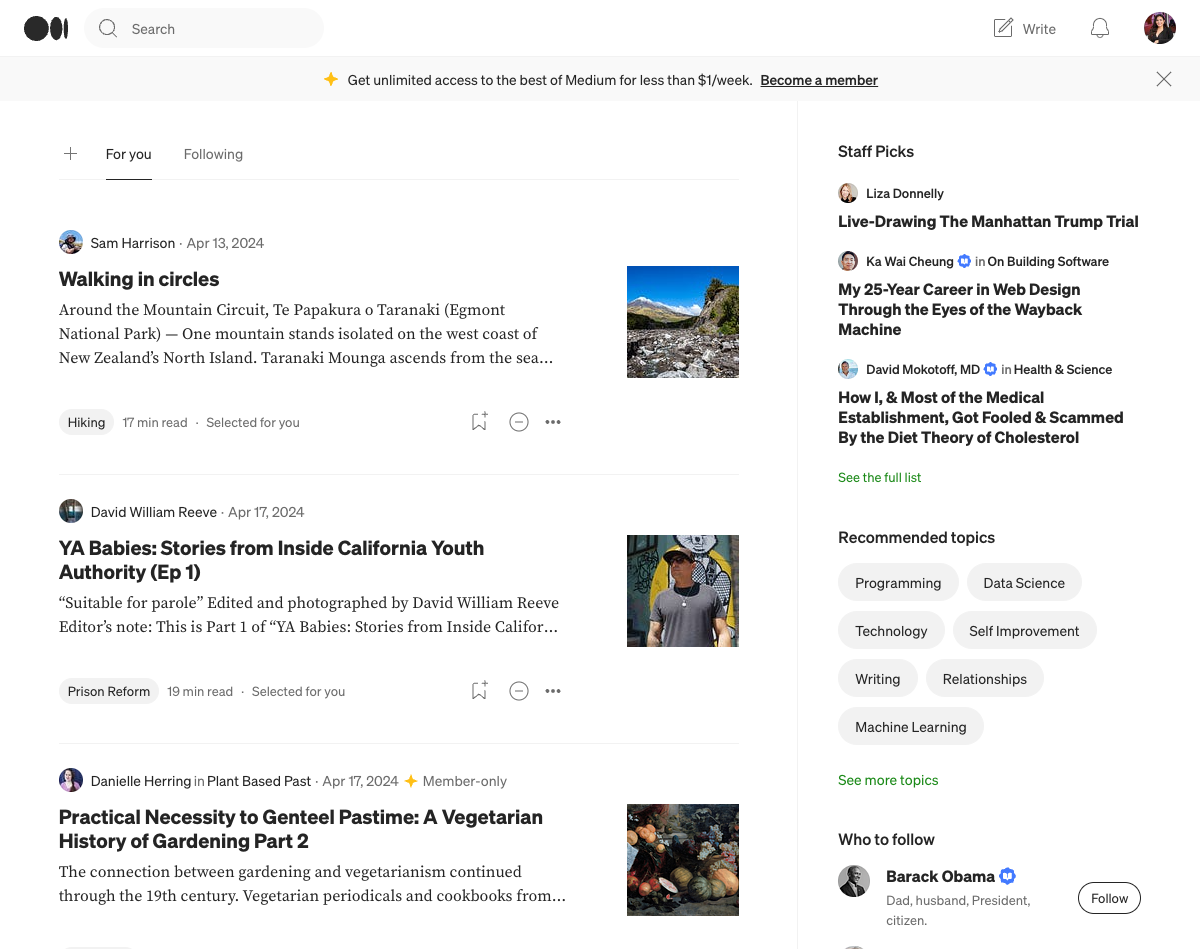 Search
Write
Get unlimited access to the best of Medium for less than $1/week. Become a member
For you
Following
Sam Harrison · Apr 13, 2024
Walking in circles
Around the Mountain Circuit, Te Papakura o Taranaki (Egmont
National Park) — One mountain stands isolated on the west coast of
New Zealand’s North Island. Taranaki Mounga ascends from the sea…
Hiking
17 min read · Selected for you
David William Reeve · Apr 17, 2024
YA Babies: Stories from Inside California Youth
Authority (Ep 1)
“Suitable for parole” Edited and photographed by David William Reeve
Editor’s note: This is Part 1 of “YA Babies: Stories from Inside Califor…
Prison Reform
19 min read · Selected for you
Danielle Herring in Plant Based Past · Apr 17, 2024 Member-only
Practical Necessity to Genteel Pastime: A Vegetarian
History of Gardening Part 2
The connection between gardening and vegetarianism continued
through the 19th century. Vegetarian periodicals and cookbooks from…
Staff Picks
Liza Donnelly
Live-Drawing The Manhattan Trump Trial
Ka Wai Cheung in On Building Software
My 25-Year Career in Web Design
Through the Eyes of the Wayback
Machine
David Mokotoff, MD in Health & Science
How I, & Most of the Medical
Establishment, Got Fooled & Scammed
By the Diet Theory of Cholesterol
See the full list
Recommended topics
Programming
Data Science
Technology
Self Improvement
Writing
Relationships
Machine Learning
See more topics
Who to follow
Barack Obama
Dad, husband, President,
citizen.
Follow